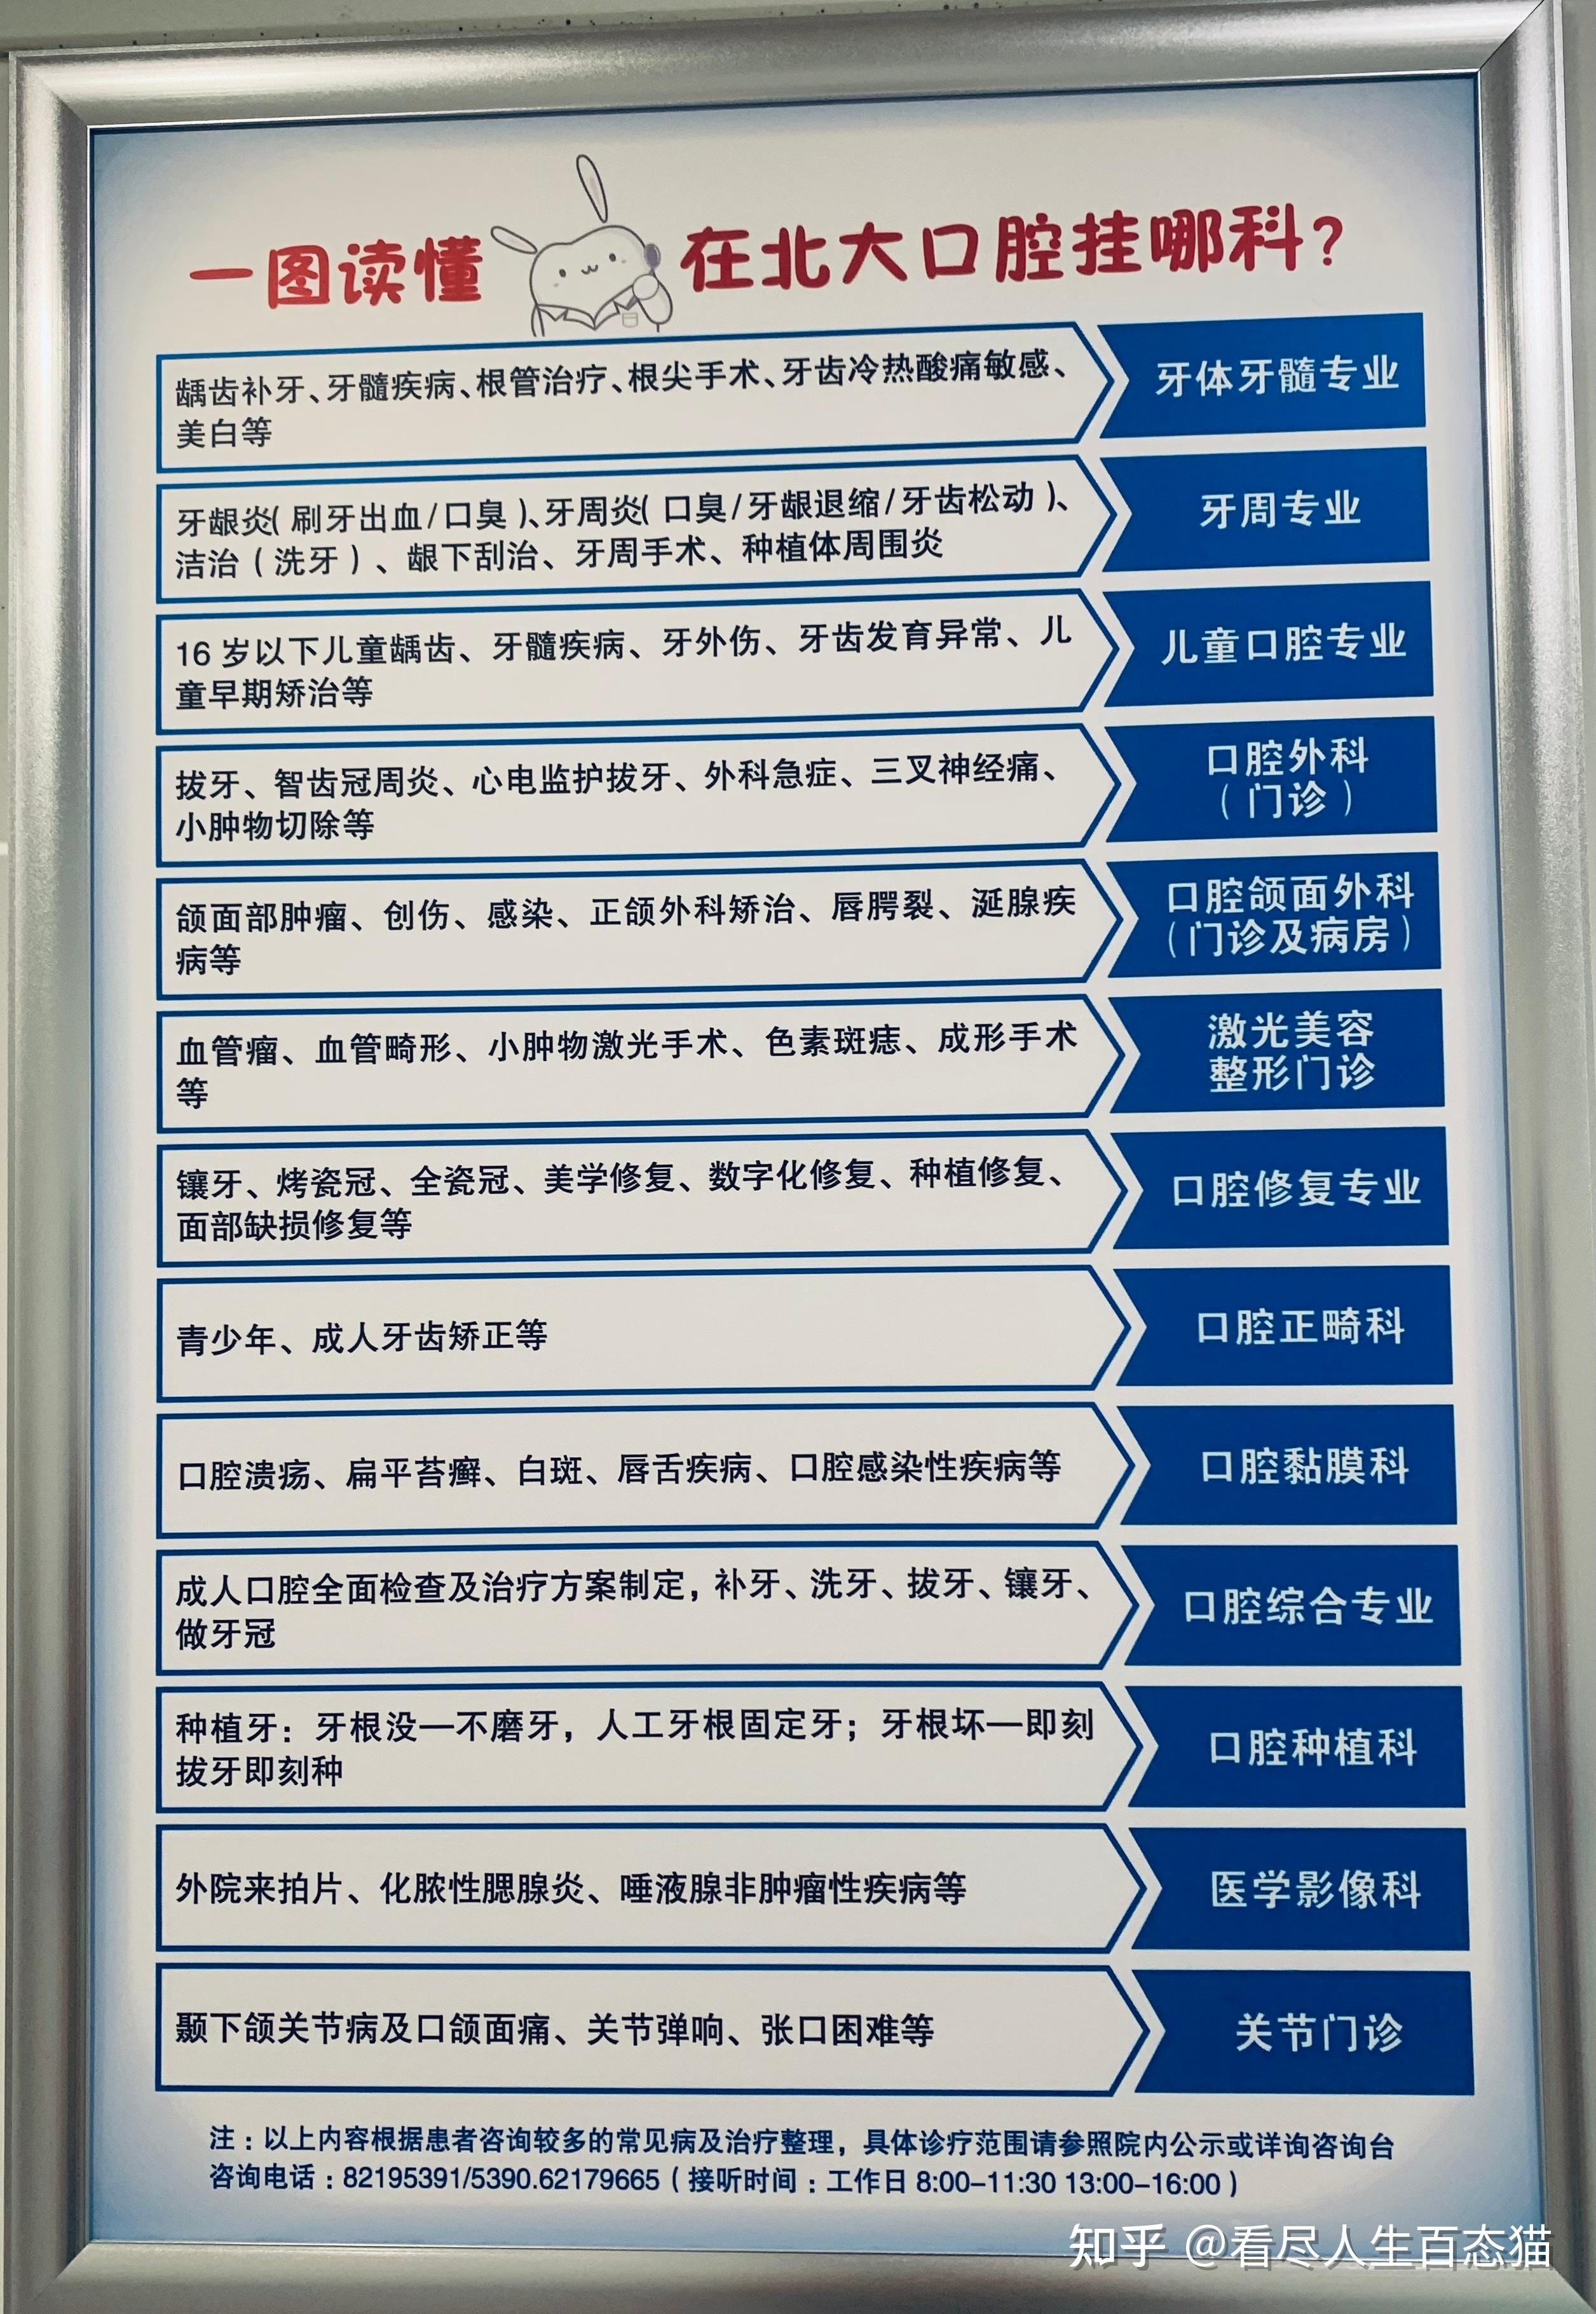 一图读懂 在北大口腔挂哪科?
龋齿补牙、牙髓疾病、根管治疗、根尖手术、牙齿冷热酸痛敏感、
美白等
牙体牙髓专业
牙龈炎(刷牙出血/口臭)、牙周炎(口臭/牙龈退缩/牙齿松动)、
洁治(洗牙)、龈下刮治、牙周手术、种植体周围炎
牙周专业
16 岁以下儿童龋齿、牙髓疾病、牙外伤、牙齿发育异常、儿
童早期矫治等
儿童口腔专业
拔牙、智齿冠周炎、心电监护拔牙、外科急症、三叉神经痛、
小肿物切除等
口腔外科
(门诊)
颌面部肿瘤、创伤、感染、正颌外科矫治、唇腭裂、涎腺疾
病等
口腔颌面外科
(门诊及病房)
血管瘤、血管畸形、小肿物激光手术、色素斑痣、成形手术
等
激光美容
整形门诊
镶牙、烤瓷冠、全瓷冠、美学修复、数字化修复、种植修复、
面部缺损修复等
口腔修复专业
青少年、成人牙齿矫正等
口腔正畸科
口腔溃疡、扁平苔癣、白斑、唇舌疾病、口腔感染性疾病等
口腔黏膜科
成人口腔全面检查及治疗方案制定,补牙、洗牙、拔牙、镶牙、
做牙冠
口腔综合专业
种植牙:牙根没—不磨牙,人工牙根固定牙;牙根坏—即刻
拔牙即刻种
口腔种植科
外院来拍片、化脓性腮腺炎、唾液腺非肿瘤性疾病等
医学影像科
颞下颌关节病及口颌面痛、关节弹响、张口困难等
关节门诊
注:以上内容根据患者咨询较多的常见病及治疗整理,具体诊疗范围请参照院内公示或详询咨询台
咨询电话:82195391/5390.62179665(接听时间:工作日 8:00-11:30 13:00-16:00)
知乎 @看尽人生百态猫